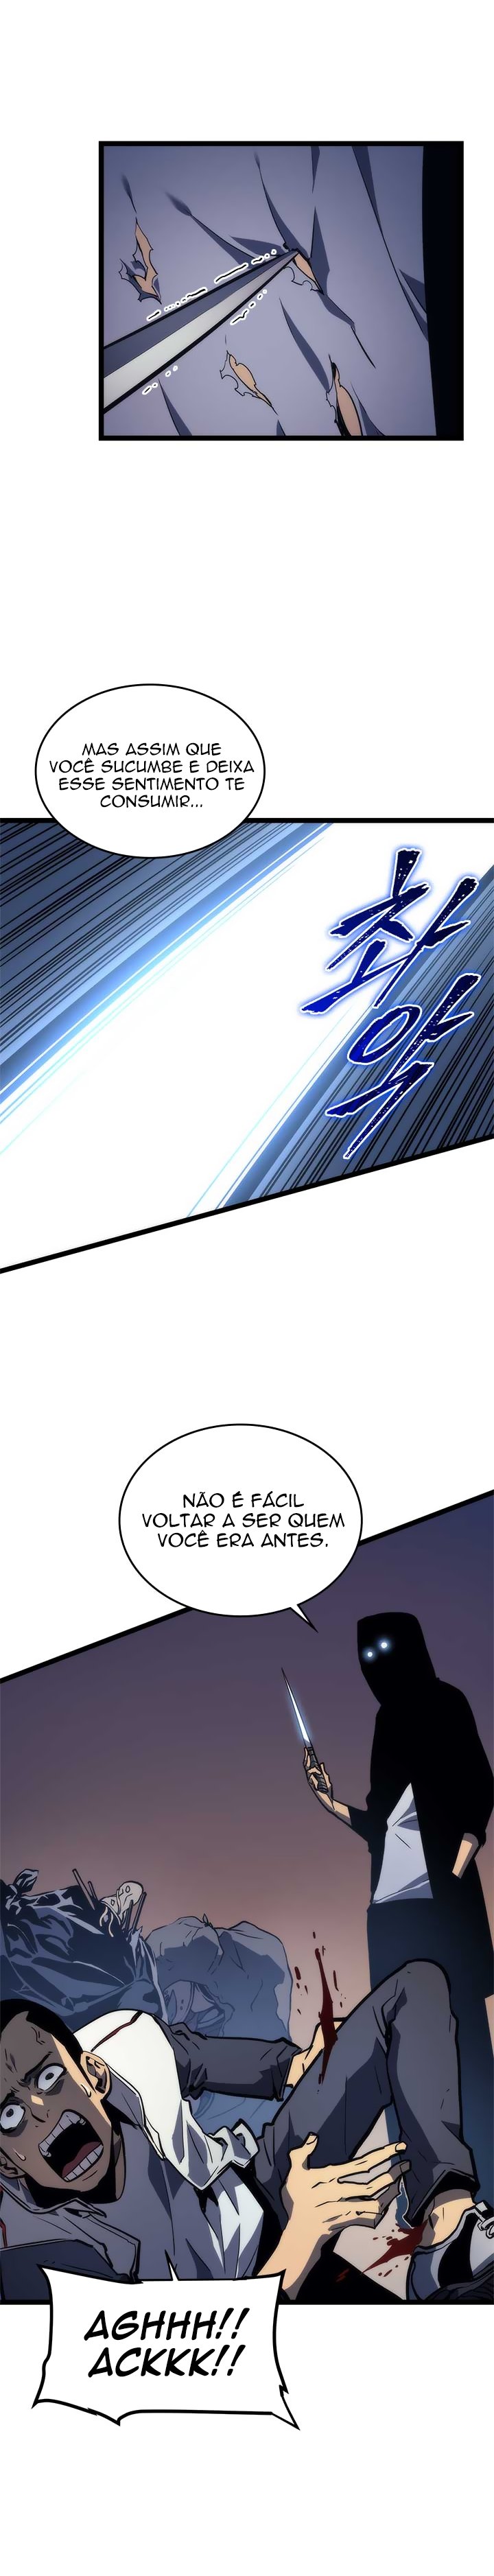 MAS ASSIM QUE
VOCÊ SUCUMBE E DEIXA
ESSE SENTIMENTO TE
CONSUMIR...
촤
악
NÃO É FÁCIL
VOLTAR A SER QUEM
VOCÊ ERA ANTES.
AGHHH!!
ACKKK!!